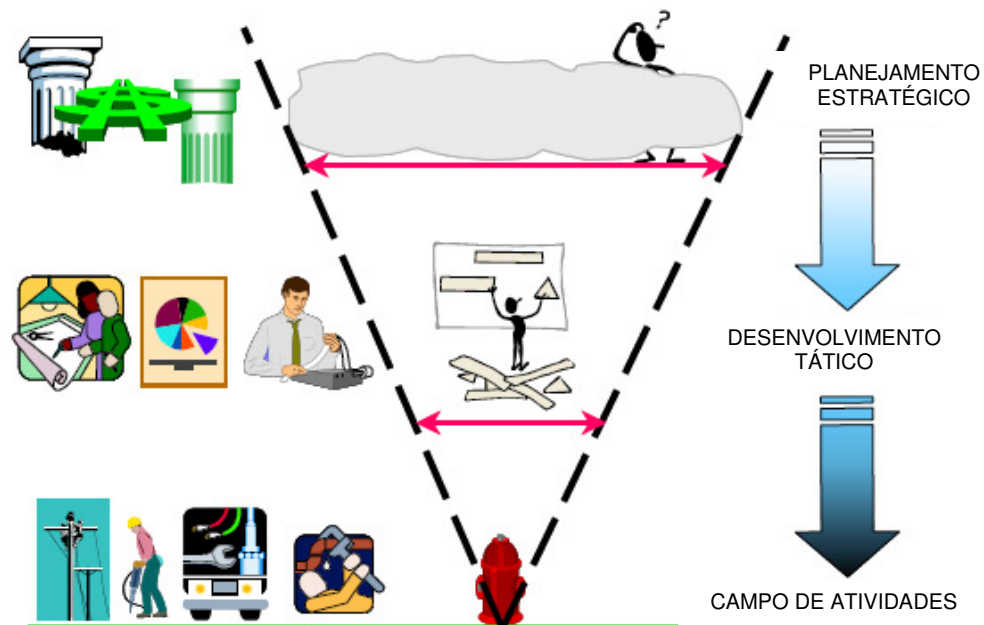 ?
PLANEJAMENTO
ESTRATÉGICO
DESENVOLVIMENTO
TÁTICO
CAMPO DE ATIVIDADES